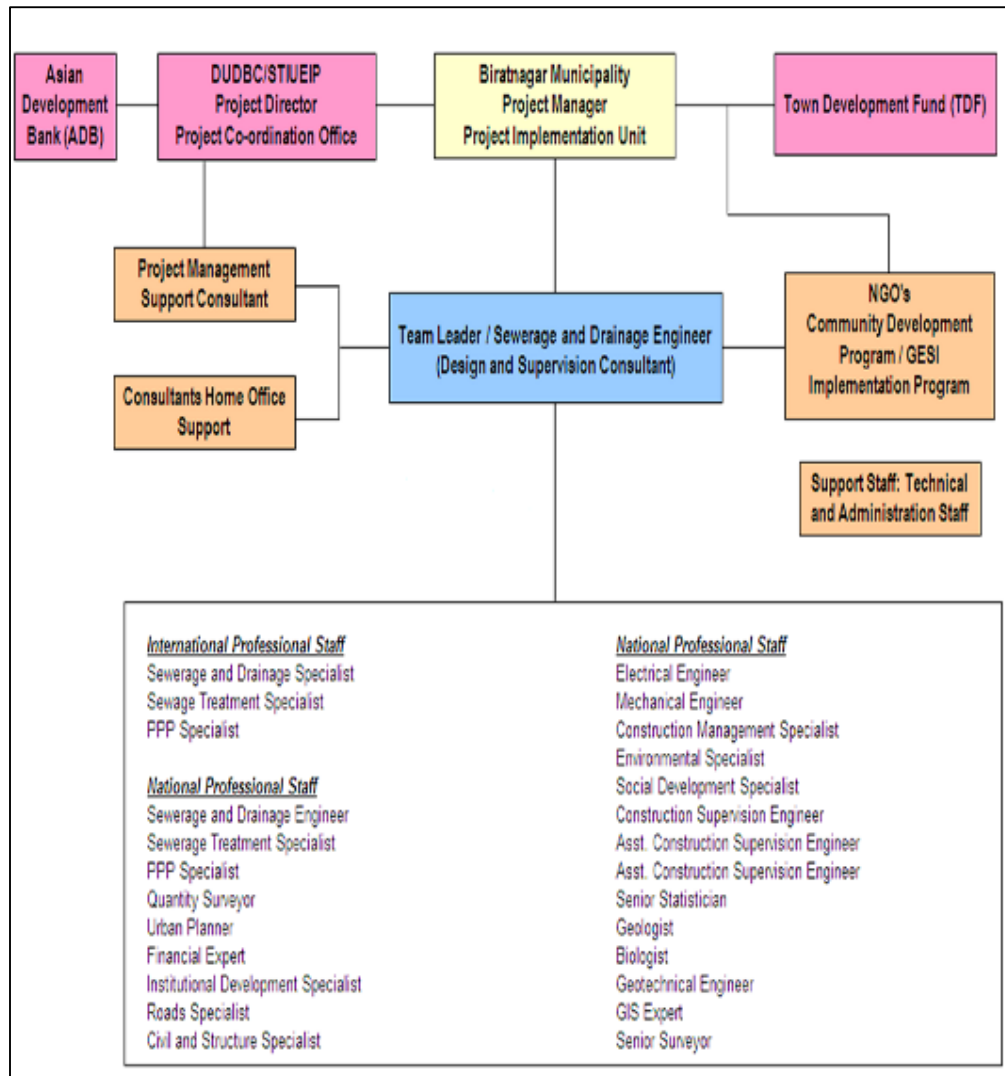 Asian
Development
Bank (ADB)
DUDBC/STIUEIP
Project Director
Project Co-ordination Office
Biratnagar Municipality
Project Manager
Project Implementation Unit
Town Development Fund (TDF)
Project Management
Support Consultant
Consultants Home Office
Support
Team Leader / Sewerage and Drainage Engineer
(Design and Supervision Consultant)
NGO's
Community Development
Program / GESI
Implementation Program
Support Staff: Technical
and Administration Staff
International Professional Staff
Sewerage and Drainage Specialist
Sewage Treatment Specialist
PPP Specialist
National Professional Staff
Sewerage and Drainage Engineer
Sewerage Treatment Specialist
PPP Specialist
Quantity Surveyor
Urban Planner
Financial Expert
Institutional Development Specialist
Roads Specialist
Civil and Structure Specialist
National Professional Staff
Electrical Engineer
Mechanical Engineer
Construction Management Specialist
Environmental Specialist
Social Development Specialist
Construction Supervision Engineer
Asst. Construction Supervision Engineer
Asst. Construction Supervision Engineer
Senior Statistician
Geologist
Biologist
Geotechnical Engineer
GIS Expert
Senior Surveyor